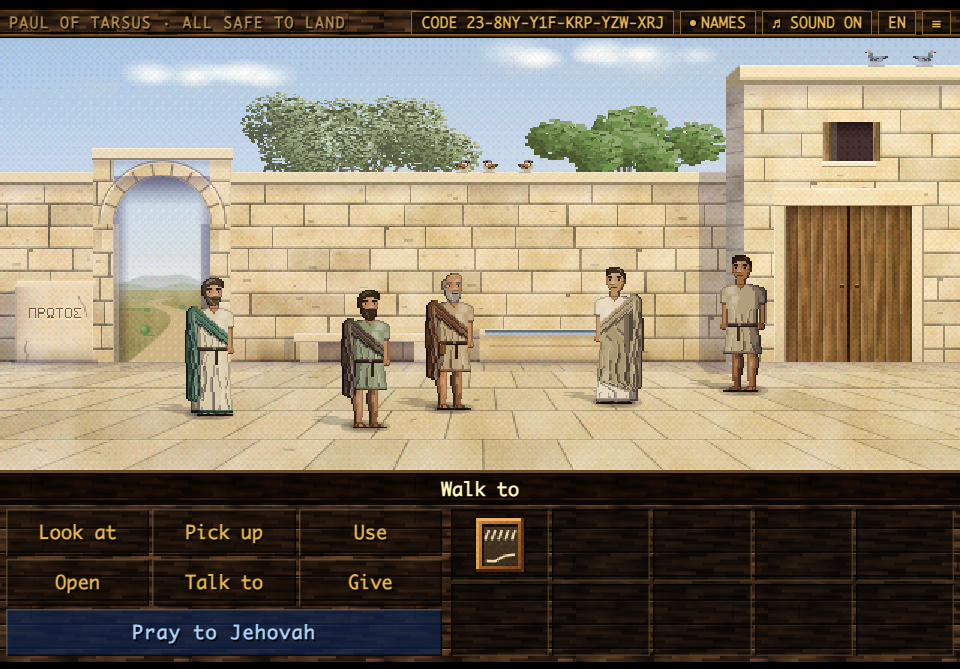 PAUL OF TARSUS · ALL SAFE TO LAND
CODE 23-8NY-Y1F-KRP-YZW-XRJ
• NAMES
♬ SOUND ON
EN
≡
ΠΡΩΤΟΣ
Walk to
Look at
Pick up
Use
Open
Talk to
Give
Pray to Jehovah